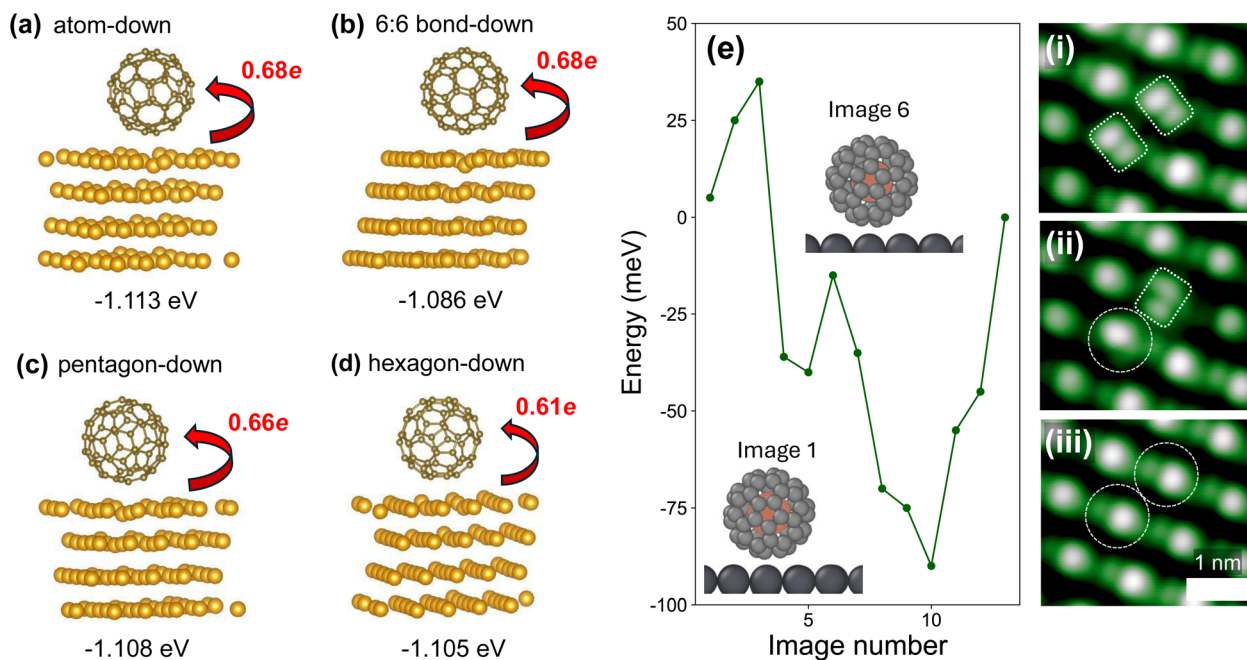 (a) atom-down
0.68e
-1.113 eV
(b) 6:6 bond-down
0.68e
-1.086 eV
(c) pentagon-down
0.66e
-1.108 eV
(d) hexagon-down
0.61e
-1.105 eV
(e)
50
25
0
-25
-50
-75
-100
Energy (meV)
Image 6
Image 1
5
10
Image number
(i)
(ii)
(iii)
1 nm